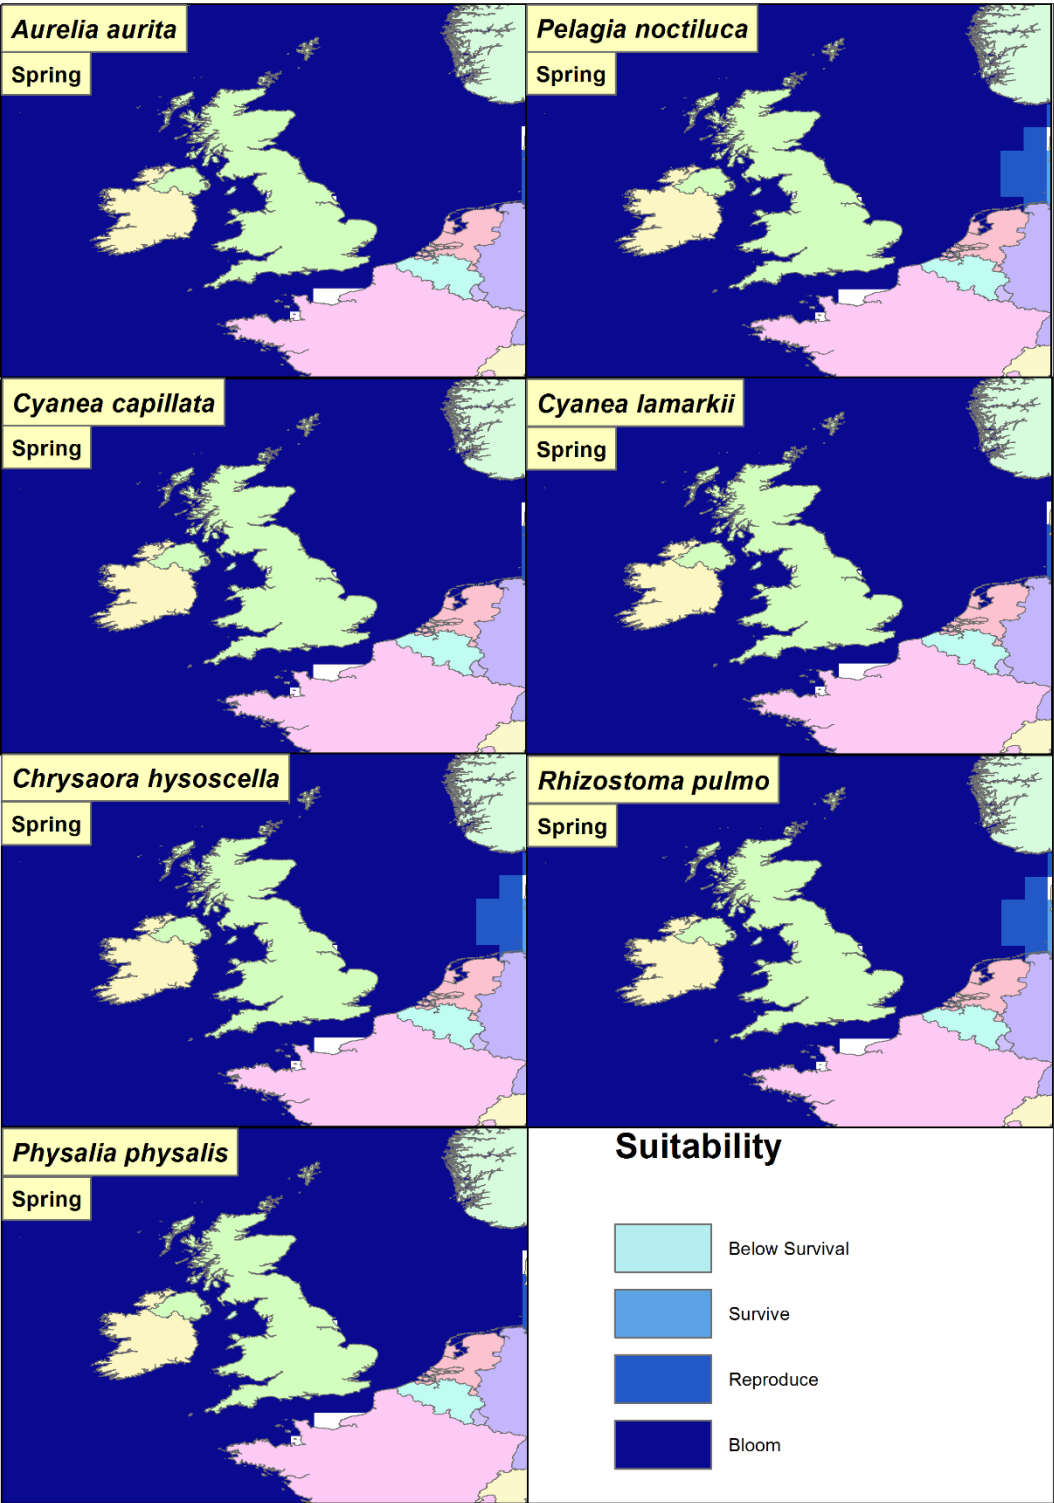 Aurelia aurita
Spring
Pelagia noctiluca
Spring
Cyanea capillata
Spring
Cyanea lamarkii
Spring
Chrysaora hysoscella
Spring
Rhizostoma pulmo
Spring
Physalia physalis
Spring
Suitability
Below Survival
Survive
Reproduce
Bloom